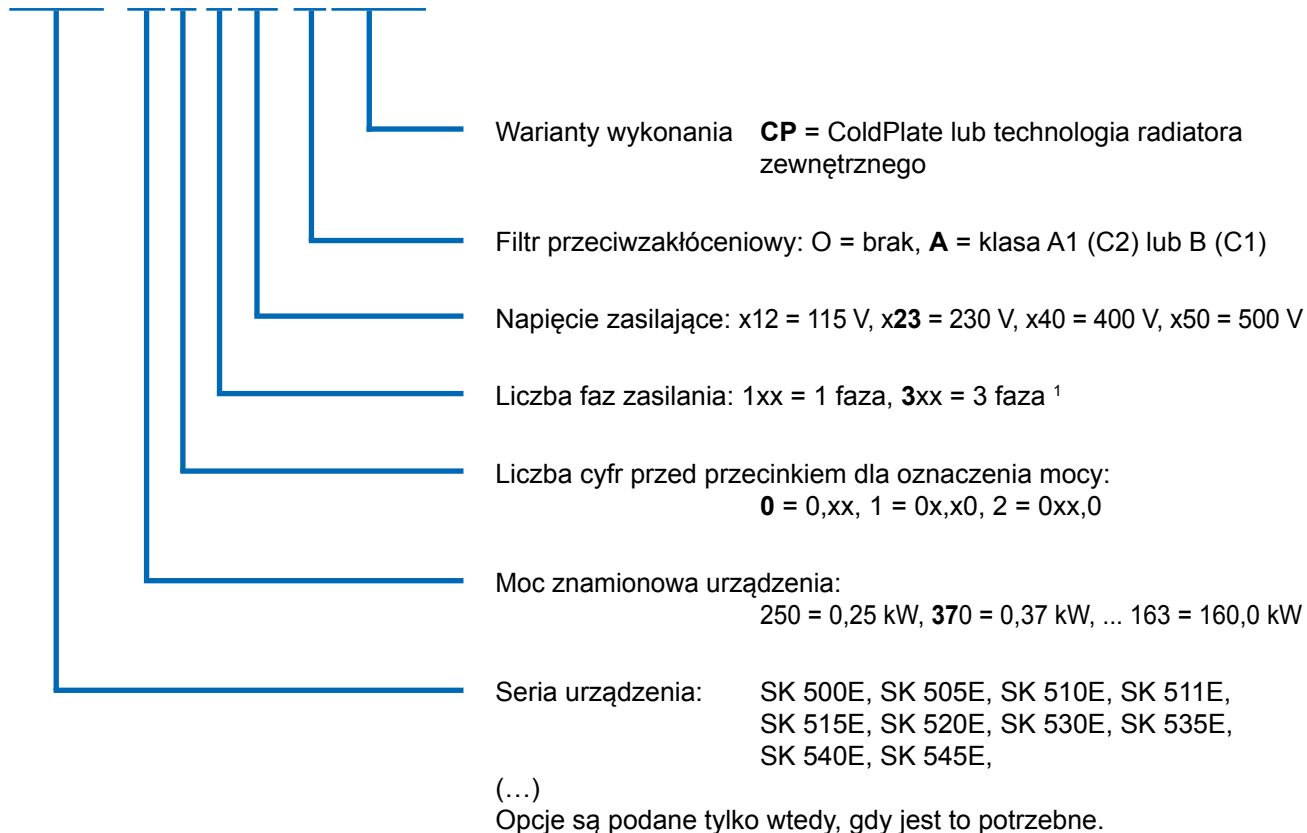 Warianty wykonania CP = ColdPlate lub technologia radiatora
zewnętrznego
Filtr przeciwzakłóceniowy: O = brak, A = klasa A1 (C2) lub B (C1)
Napięcie zasilające: x12 = 115 V, x23 = 230 V, x40 = 400 V, x50 = 500 V
Liczba faz zasilania: 1xx = 1 faza, 3xx = 3 faza ¹
Liczba cyfr przed przecinkiem dla oznaczenia mocy:
0 = 0,xx, 1 = 0x,x0, 2 = 0xx,0
Moc znamionowa urządzenia:
250 = 0,25 kW, 370 = 0,37 kW, ... 163 = 160,0 kW
Seria urządzenia: SK 500E, SK 505E, SK 510E, SK 511E,
SK 515E, SK 520E, SK 530E, SK 535E,
SK 540E, SK 545E,
(…)
Opcje są podane tylko wtedy, gdy jest to potrzebne.